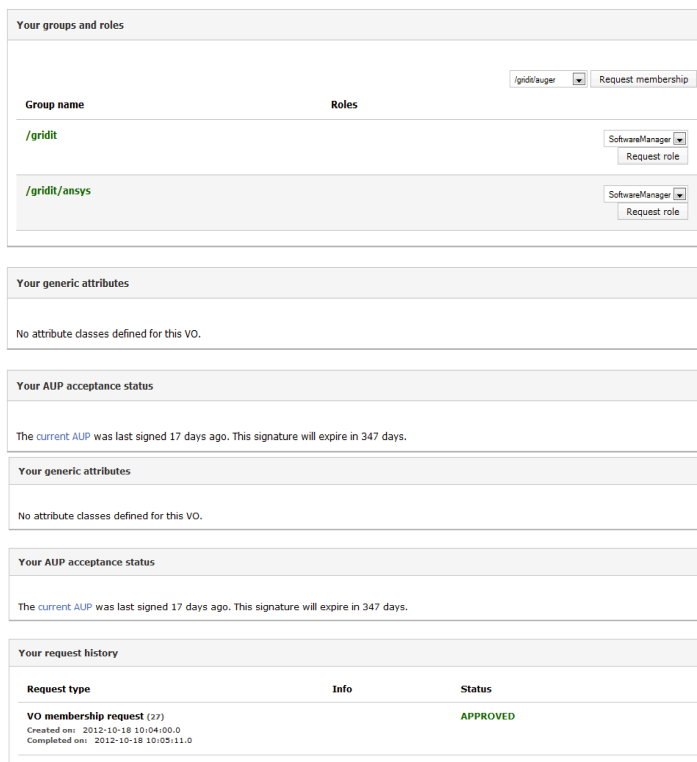 Your groups and roles
/gridit/auger Request membership
Group name Roles
/gridit SoftwareManager
Request role
/gridit/ansys SoftwareManager
Request role
Your generic attributes
No attribute classes defined for this VO.
Your AUP acceptance status
The current AUP was last signed 17 days ago. This signature will expire in 347 days.
Your generic attributes
No attribute classes defined for this VO.
Your AUP acceptance status
The current AUP was last signed 17 days ago. This signature will expire in 347 days.
Your request history
Request type Info Status
VO membership request (27) APPROVED
Created on: 2012-10-18 10:04:00.0
Completed on: 2012-10-18 10:05:11.0